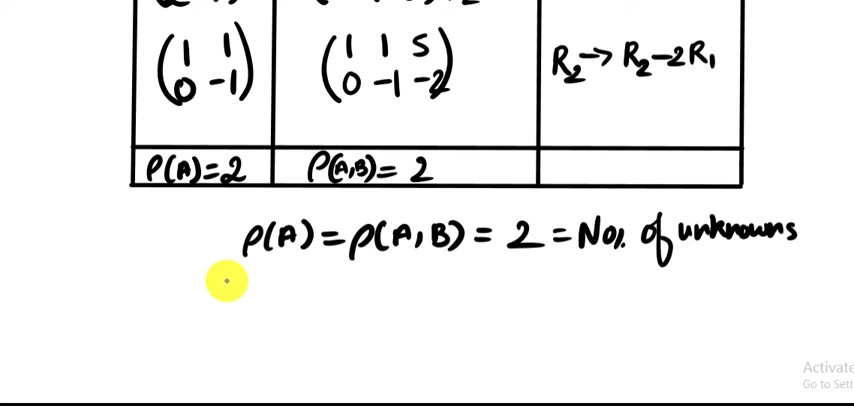 (1 1
0 -1)
(1 1 5
0 -1 -2)
R₂→R₂-2R₁
ρ(A)=2
ρ(A,B)= 2
ρ(A)=ρ(A,B)= 2 = No. of unknowns
Activate
Go to Sett